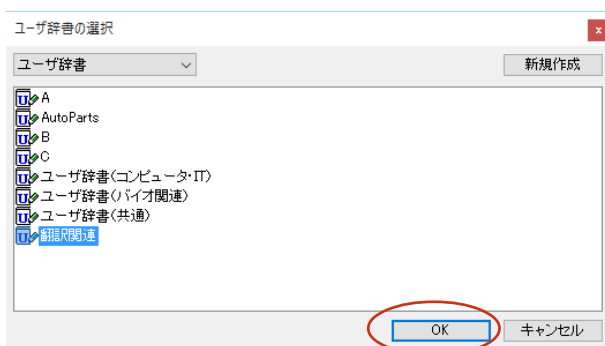 ユーザ辞書の選択
ユーザ辞書
新規作成
A
AutoParts
B
C
ユーザ辞書(コンピュータ・IT)
ユーザ辞書(バイオ関連)
ユーザ辞書(共通)
翻訳関連
OK
キャンセル